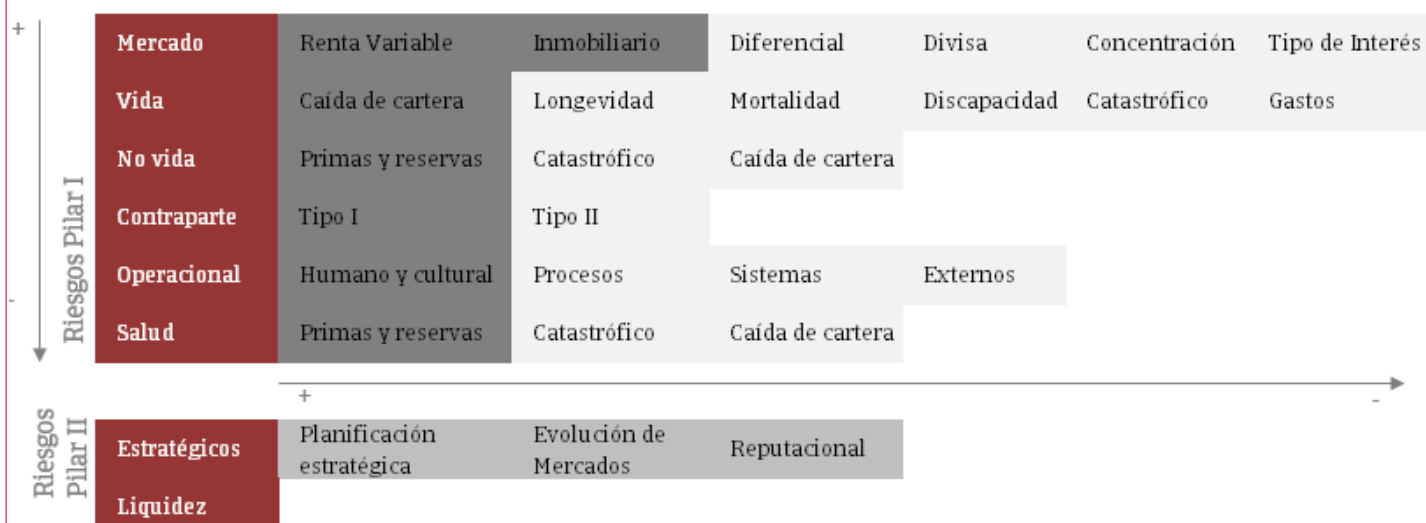 +
Mercado Renta Variable Inmobiliario Diferencial Divisa Concentración Tipo de Interés
Vida Caída de cartera Longevidad Mortalidad Discapacidad Catastrófico Gastos
No vida Primas y reservas Catastrófico Caída de cartera
Contraparte Tipo I Tipo II
Operacional Humano y cultural Procesos Sistemas Externos
-
Salud Primas y reservas Catastrófico Caída de cartera
Riesgos Pilar I
+ -
Riesgos
Pilar II
Estratégicos Planificación estratégica Evolución de Mercados Reputacional
Liquidez